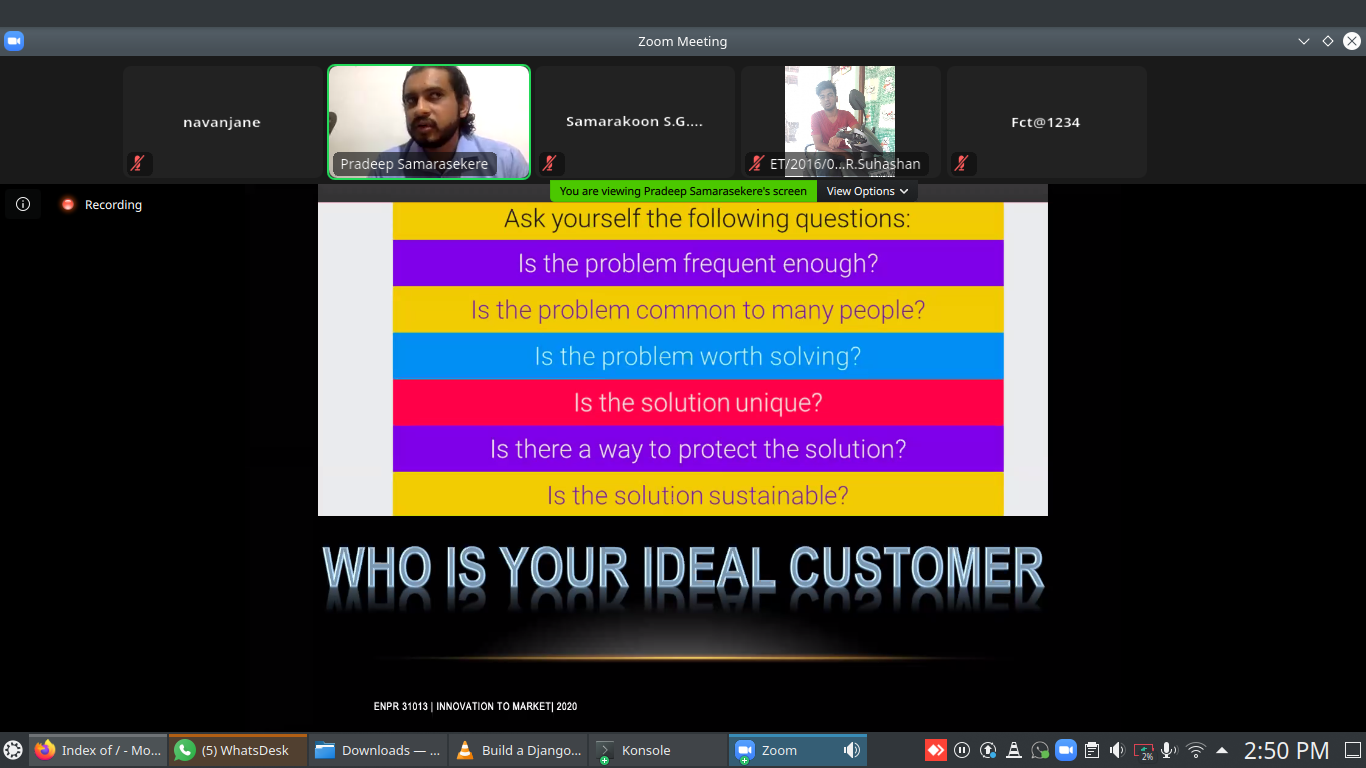 Zoom Meeting
navanjane
Pradeep Samarasekere
Samarakoon S.G....
ET/2016/0...R.Suhashan
Fct@1234
You are viewing Pradeep Samarasekere's screen
View Options
Recording
Ask yourself the following questions:
Is the problem frequent enough?
Is the problem common to many people?
Is the problem worth solving?
Is the solution unique?
Is there a way to protect the solution?
Is the solution sustainable?
WHO IS YOUR IDEAL CUSTOMER
ENPR 31013 | INNOVATION TO MARKET| 2020
Index of / - Mo...
(5) WhatsDesk
Downloads — ...
Build a Django...
Konsole
Zoom
2%
2:50 PM